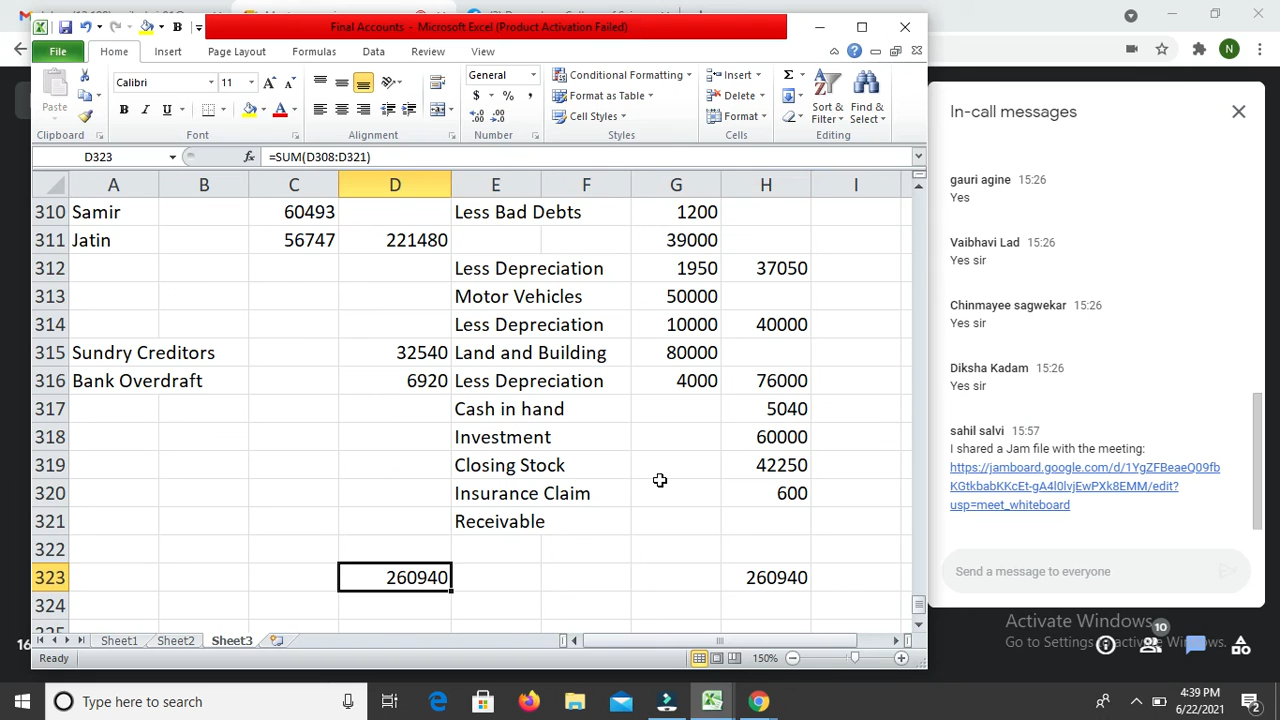 Final Accounts - Microsoft Excel (Product Activation Failed)
File Home Insert Page Layout Formulas Data Review View
Paste
Calibri 11
B I U
General
$ % ,
Conditional Formatting
Format as Table
Cell Styles
Insert
Delete
Format
Sort & Filter
Find & Select
Clipboard Font Alignment Number Styles Cells Editing
D323 fx =SUM(D308:D321)
A B C D E F G H I
310 Samir 60493 Less Bad Debts 1200
311 Jatin 56747 221480 39000
312 Less Depreciation 1950 37050
313 Motor Vehicles 50000
314 Less Depreciation 10000 40000
315 Sundry Creditors 32540 Land and Building 80000
316 Bank Overdraft 6920 Less Depreciation 4000 76000
317 Cash in hand 5040
318 Investment 60000
319 Closing Stock 42250
320 Insurance Claim 600
321 Receivable
322
323 260940 260940
324
Sheet1 Sheet2 Sheet3
Ready 150%
N
In-call messages
gauri agine 15:26
Yes
Vaibhavi Lad 15:26
Yes sir
Chinmayee sagwekar 15:26
Yes sir
Diksha Kadam 15:26
Yes sir
sahil salvi 15:57
I shared a Jam file with the meeting:
https://jamboard.google.com/d/1YgZFBeaeQ09fb
KGtkbabKKcEt-gA4l0lvjEwPXk8EMM/edit?
usp=meet_whiteboard
Send a message to everyone
Activate Windows
Go to Settings to activate Windows.
10
16
Type here to search
4:39 PM
6/22/2021
2